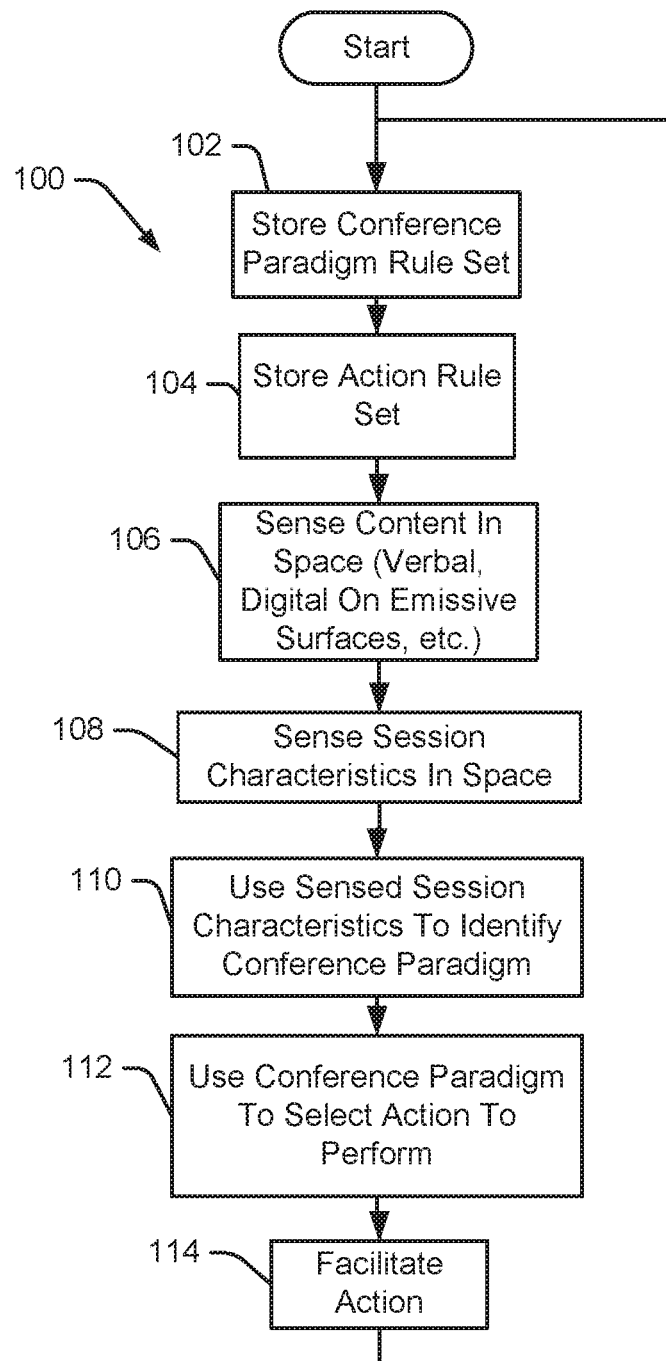 Start
102
100
Store Conference
Paradigm Rule Set
104
Store Action Rule
Set
106
Sense Content In
Space (Verbal,
Digital On Emissive
Surfaces, etc.)
108
Sense Session
Characteristics In Space
110
Use Sensed Session
Characteristics To Identify
Conference Paradigm
112
Use Conference Paradigm
To Select Action To
Perform
114
Facilitate
Action